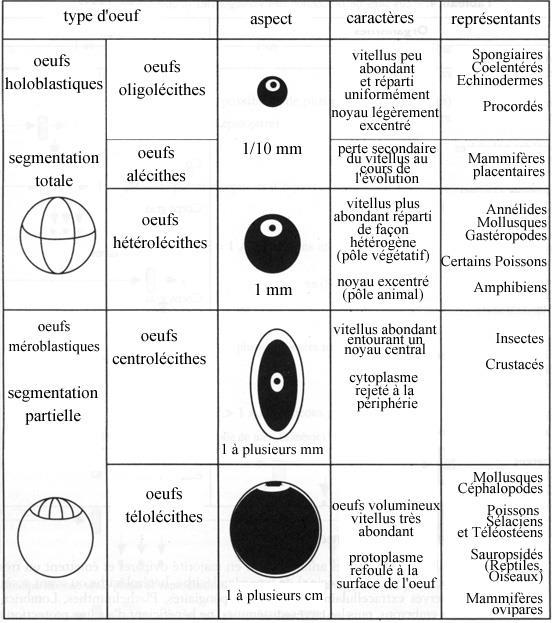 type d'oeuf
aspect
caractères
représentants
oeufs
holoblastiques
segmentation
totale
oeufs
oligolécithes
1/10 mm
vitellus peu
abondant
et réparti
uniformément
noyau légèrement
excentré
Spongiaires
Coelentérés
Echinodermes
Procordés
oeufs
alécithes
perte secondaire
du vitellus au
cours de
l'évolution
Mammifères
placentaires
oeufs
hétérolécithes
1 mm
vitellus plus
abondant réparti
de façon
hétérogène
(pôle végétatif)
noyau excentré
(pôle animal)
Annélides
Mollusques
Gastéropodes
Certains Poissons
Amphibiens
oeufs
méroblastiques
segmentation
partielle
oeufs
centrolécithes
1 à plusieurs mm
vitellus abondant
entourant un
noyau central
cytoplasme
rejeté à la
périphérie
Insectes
Crustacés
oeufs
télolécithes
1 à plusieurs cm
oeufs volumineux
vitellus très
abondant
protoplasme
refoulé à la
surface de l'oeuf
Mollusques
Céphalopodes
Poissons
Sélaciens
et Téléostéens
Sauropsidés
(Reptiles,
Oiseaux)
Mammifères
ovipares